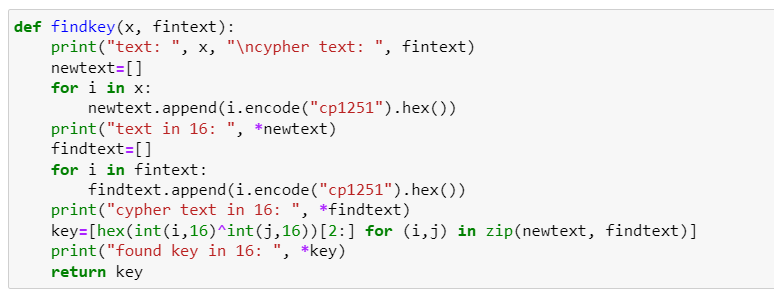 def findkey(x, fintext):
    print("text: ", x, "\ncypher text: ", fintext)
    newtext=[]
    for i in x:
        newtext.append(i.encode("cp1251").hex())
    print("text in 16: ", *newtext)
    findtext=[]
    for i in fintext:
        findtext.append(i.encode("cp1251").hex())
    print("cypher text in 16: ", *findtext)
    key=[hex(int(i,16)^int(j,16))[2:] for (i,j) in zip(newtext, findtext)]
    print("found key in 16: ", *key)
    return key